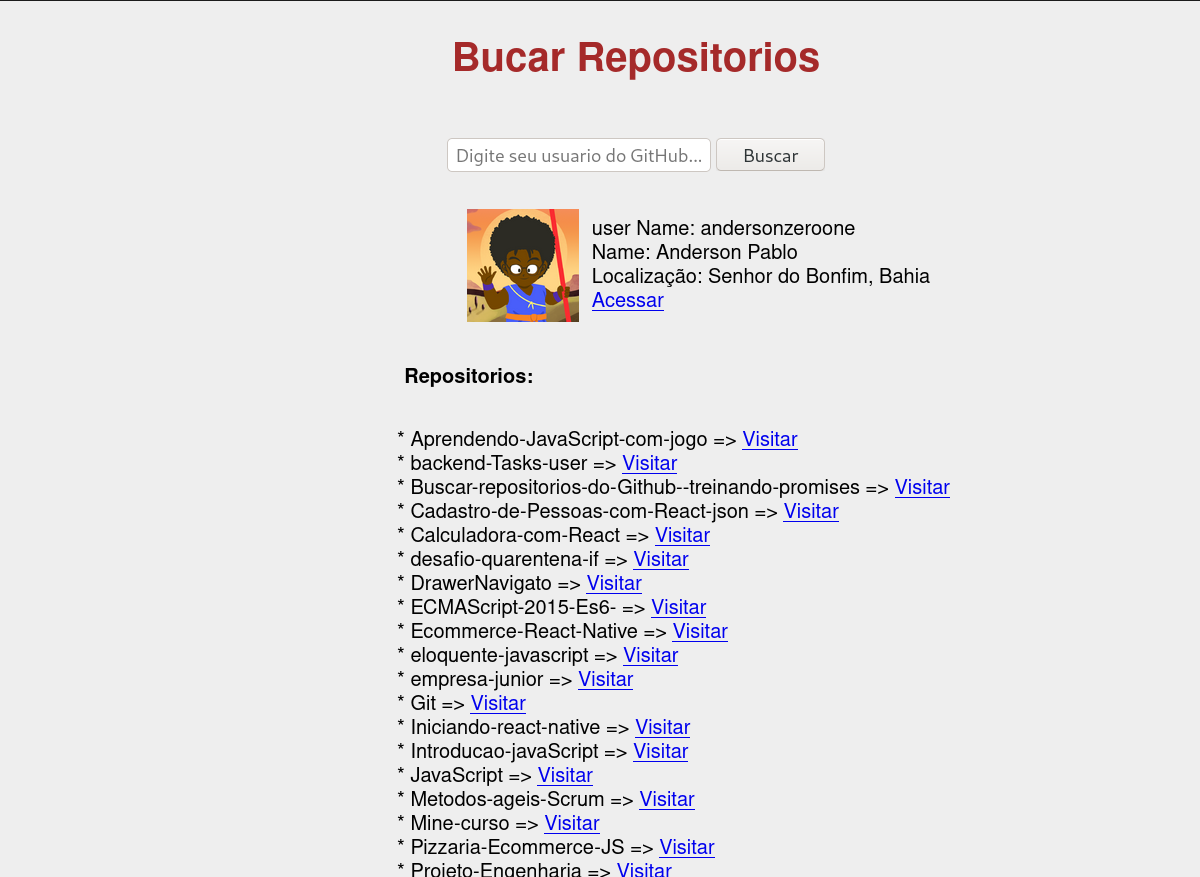 Bucar Repositorios
Digite seu usuario do GitHub... Buscar
user Name: andersonzeroone
Name: Anderson Pablo
Localização: Senhor do Bonfim, Bahia
Acessar
Repositorios:
* Aprendendo-JavaScript-com-jogo => Visitar
* backend-Tasks-user => Visitar
* Buscar-repositorios-do-Github--treinando-promises => Visitar
* Cadastro-de-Pessoas-com-React-json => Visitar
* Calculadora-com-React => Visitar
* desafio-quarentena-if => Visitar
* DrawerNavigato => Visitar
* ECMAScript-2015-Es6- => Visitar
* Ecommerce-React-Native => Visitar
* eloquente-javascript => Visitar
* empresa-junior => Visitar
* Git => Visitar
* Iniciando-react-native => Visitar
* Introducao-javaScript => Visitar
* JavaScript => Visitar
* Metodos-ageis-Scrum => Visitar
* Mine-curso => Visitar
* Pizzaria-Ecommerce-JS => Visitar
* Projeto-Engenharia => Visitar